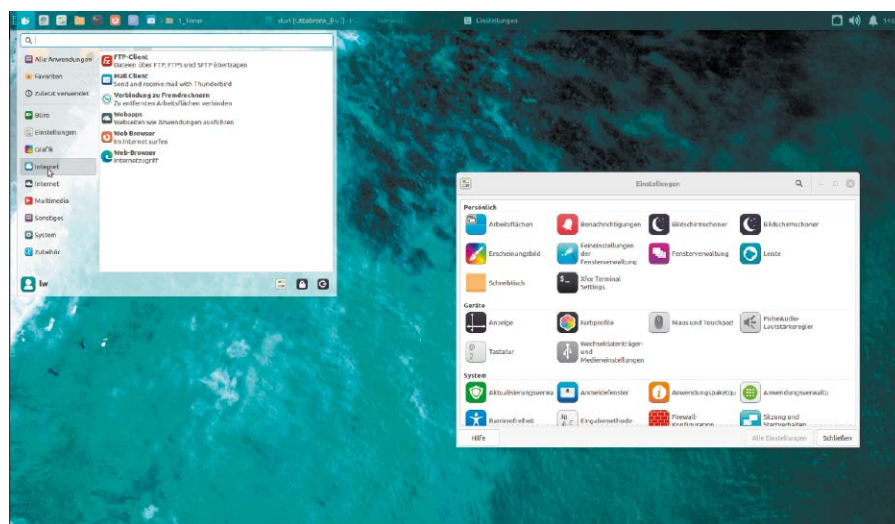 1_Temp
Einstellungen
Alle Anwendungen
Favoriten
Zuletzt verwendet
Büro
Einstellungen
Grafik
Internet
Internet
Multimedia
Sonstiges
System
Zubehör
FTP-Client
Dateien über FTP, FTPS und SFTP übertragen
Mail Client
Send and receive mail with Thunderbird
Verbindung zu Fremdrechnern
Zu entfernten Arbeitsflächen verbinden
Webapps
Webseiten wie Anwendungen ausführen
Web Browser
Im Internet surfen
Web-Browser
Internetzugriff
lw
Einstellungen
Persönlich
Arbeitsflächen
Benachrichtigungen
Bildschirmschoner
Bildschirmschoner
Erscheinungsbild
Feineinstellungen
der
Fensterverwaltung
Fensterverwaltung
Leiste
Schreibtisch
Xfce Terminal
Settings
Geräte
Anzeige
Farbprofile
Maus und Touchpad
PulseAudio-
Lautstärkeregler
Tastatur
Wechseldatenträger-
und
Medieneinstellungen
System
Aktualisierungsverwa
Anmeldefenster
Anwendungspaketqu
Anwendungsverwaltu
Barrierefreiheit
Eingabemethode
Firewall-
Konfiguration
Sitzung und
Startverhalten
Hilfe
Alle Einstellungen
Schließen